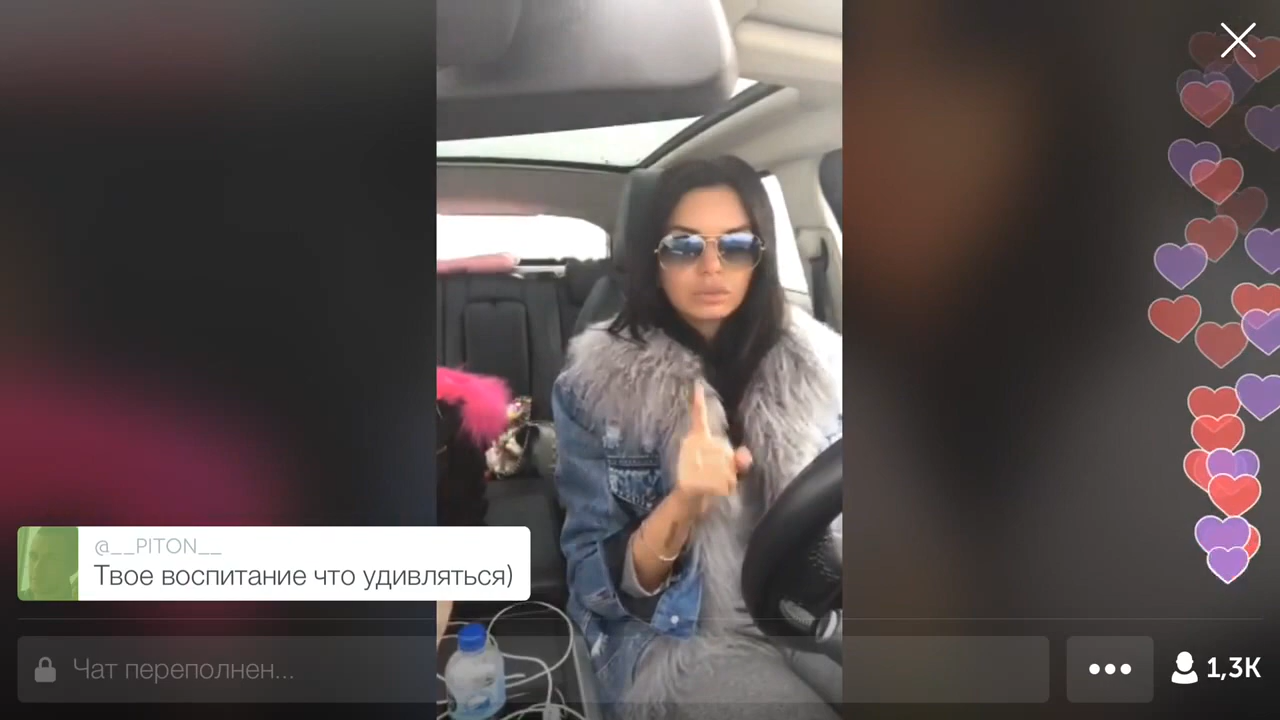 @__PITON__
Твое воспитание что удивляться)
Чат переполнен...
1,3K